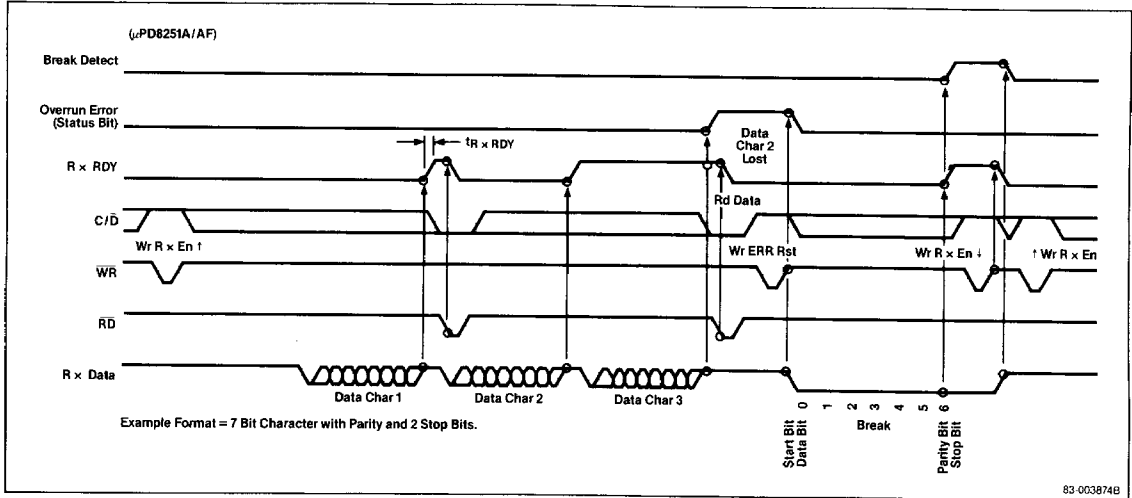 (μPD8251A/AF)
Break Detect
Overrun Error
(Status Bit)
Data
Char 2
Lost
tR × RDY
R × RDY
Rd Data
C/D̅
Wr R × En ↑
Wr ERR Rst
Wr R × En ↓
↑ Wr R × En
W̅R̅
R̅D̅
R × Data
Data Char 1
Data Char 2
Data Char 3
Example Format = 7 Bit Character with Parity and 2 Stop Bits.
Start Bit
Data Bit 0
1
2
3
4
5
6
Break
Parity Bit
Stop Bit
83-003874B